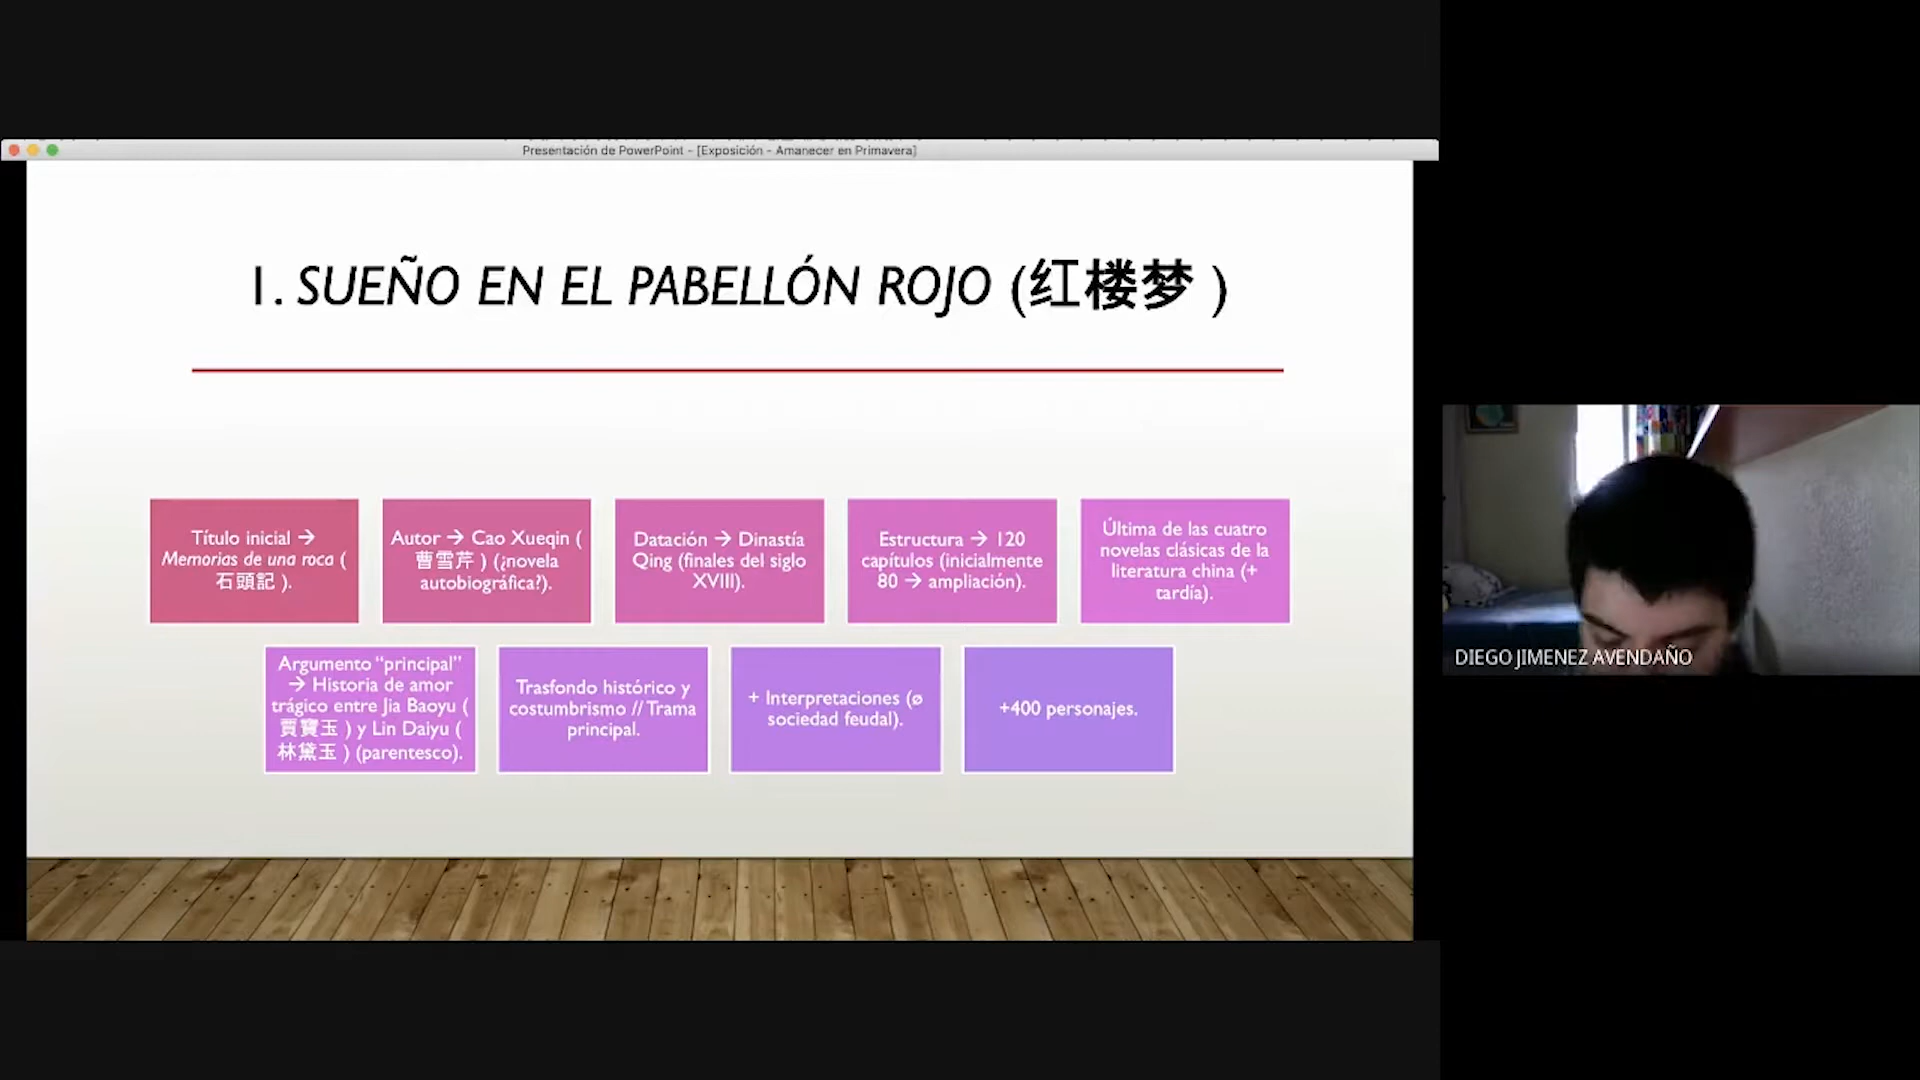 Presentación de PowerPoint - [Exposición - Amanecer en Primavera]
1. SUEÑO EN EL PABELLÓN ROJO (红楼梦 )
Título inicial →
Memorias de una roca (
石頭記 ).
Autor → Cao Xueqin (
曹雪芹 ) (¿novela
autobiográfica?).
Datación → Dinastía
Qing (finales del siglo
XVIII).
Estructura → 120
capítulos (inicialmente
80 → ampliación).
Última de las cuatro
novelas clásicas de la
literatura china (+
tardía).
Argumento “principal”
→ Historia de amor
trágico entre Jia Baoyu (
賈寶玉 ) y Lin Daiyu (
林黛玉 ) (parentesco).
Trasfondo histórico y
costumbrismo // Trama
principal.
+ Interpretaciones (ø
sociedad feudal).
+400 personajes.
DIEGO JIMENEZ AVENDAÑO